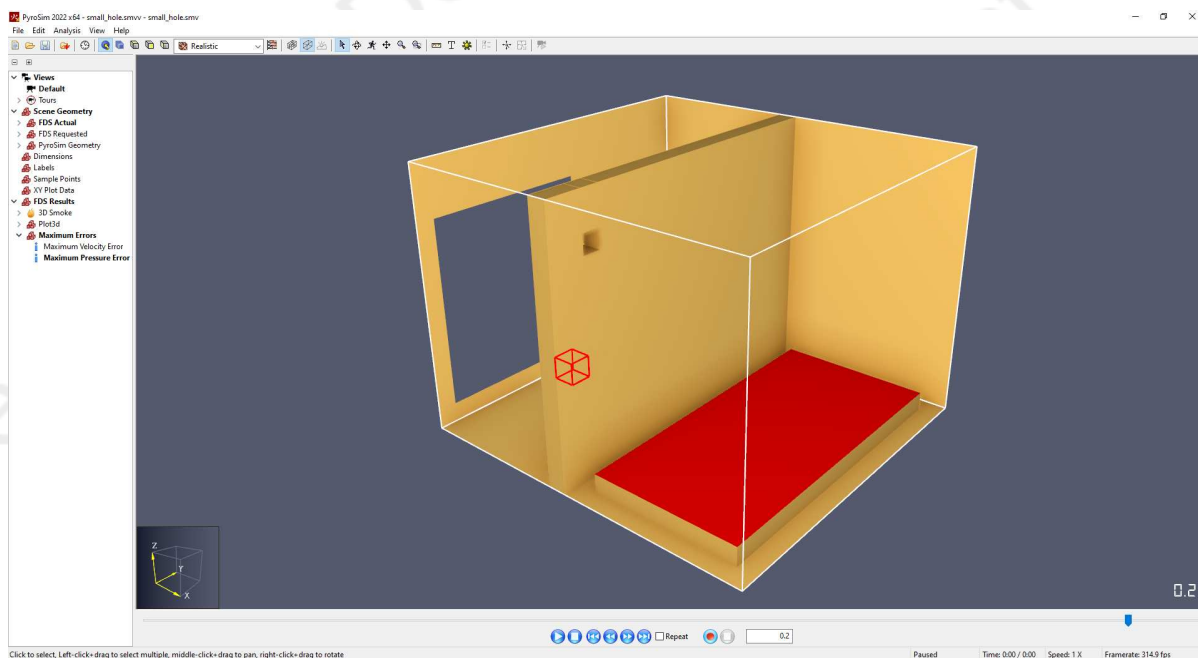 PyroSim 2022 x64 - small_hole.smvv - small_hole.smv
File Edit Analysis View Help
Realistic
Views
Default
Tours
Scene Geometry
FDS Actual
FDS Requested
PyroSim Geometry
Dimensions
Labels
Sample Points
XY Plot Data
FDS Results
3D Smoke
Plot3d
Maximum Errors
Maximum Velocity Error
Maximum Pressure Error
Z
Y
X
0.2
Repeat
0.2
Click to select, Left-click+drag to select multiple, middle-click+drag to pan, right-click+drag to rotate
Paused Time: 0:00 / 0:00 Speed: 1 X Framerate: 314.9 fps